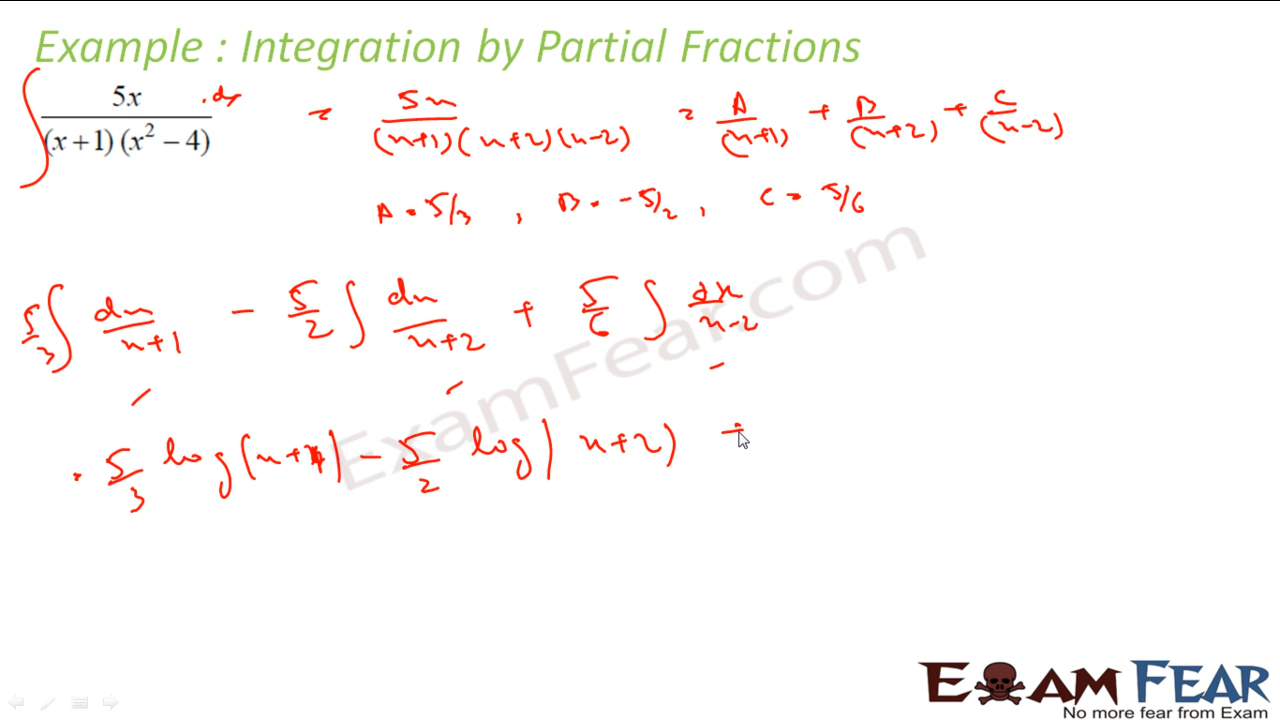 Example : Integration by Partial Fractions
∫ 5x / (x+1)(x² − 4) .dx = 5x / (x+1)(x+2)(x-2) = A/(x+1) + B/(x+2) + C/(x-2)
A = 5/3 , B = -5/2 , C = 5/6
5/3 ∫ dx/x+1 − 5/2 ∫ dx/x+2 + 5/6 ∫ dx/x-2
= 5/3 log|x+1| − 5/2 log|x+2| +
ExamFear.com
EXAM FEAR
No more fear from Exam